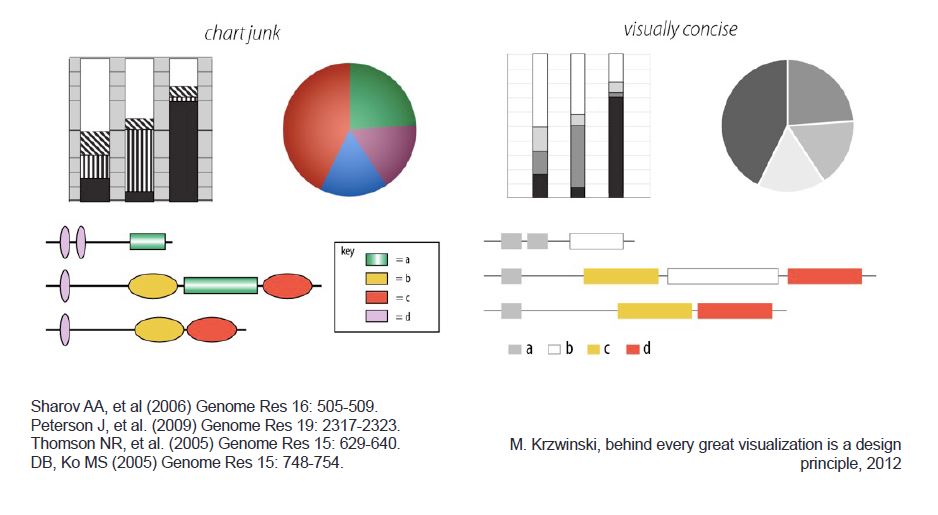 chart junk
visually concise
key
= a
= b
= c
= d
a b c d
Sharov AA, et al (2006) Genome Res 16: 505-509.
Peterson J, et al. (2009) Genome Res 19: 2317-2323.
Thomson NR, et al. (2005) Genome Res 15: 629-640.
DB, Ko MS (2005) Genome Res 15: 748-754.
M. Krzwinski, behind every great visualization is a design
principle, 2012